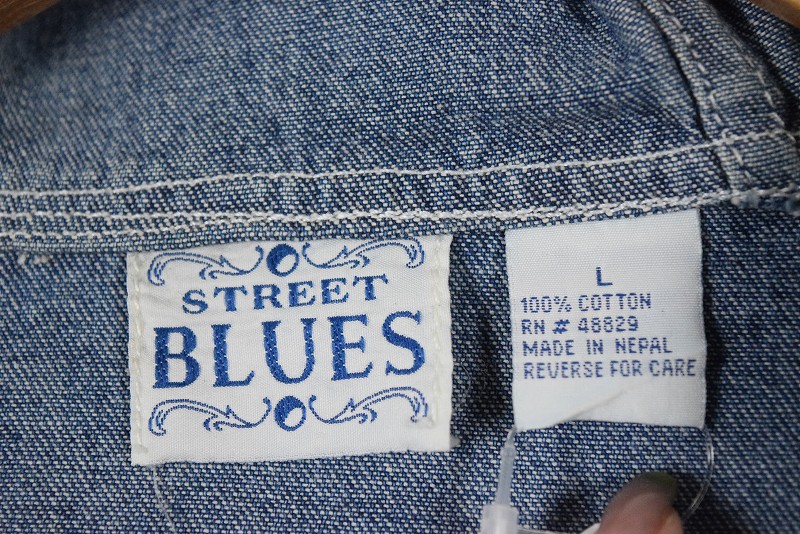 STREET
BLUES
L
100% COTTON
RN # 48829
MADE IN NEPAL
REVERSE FOR CARE